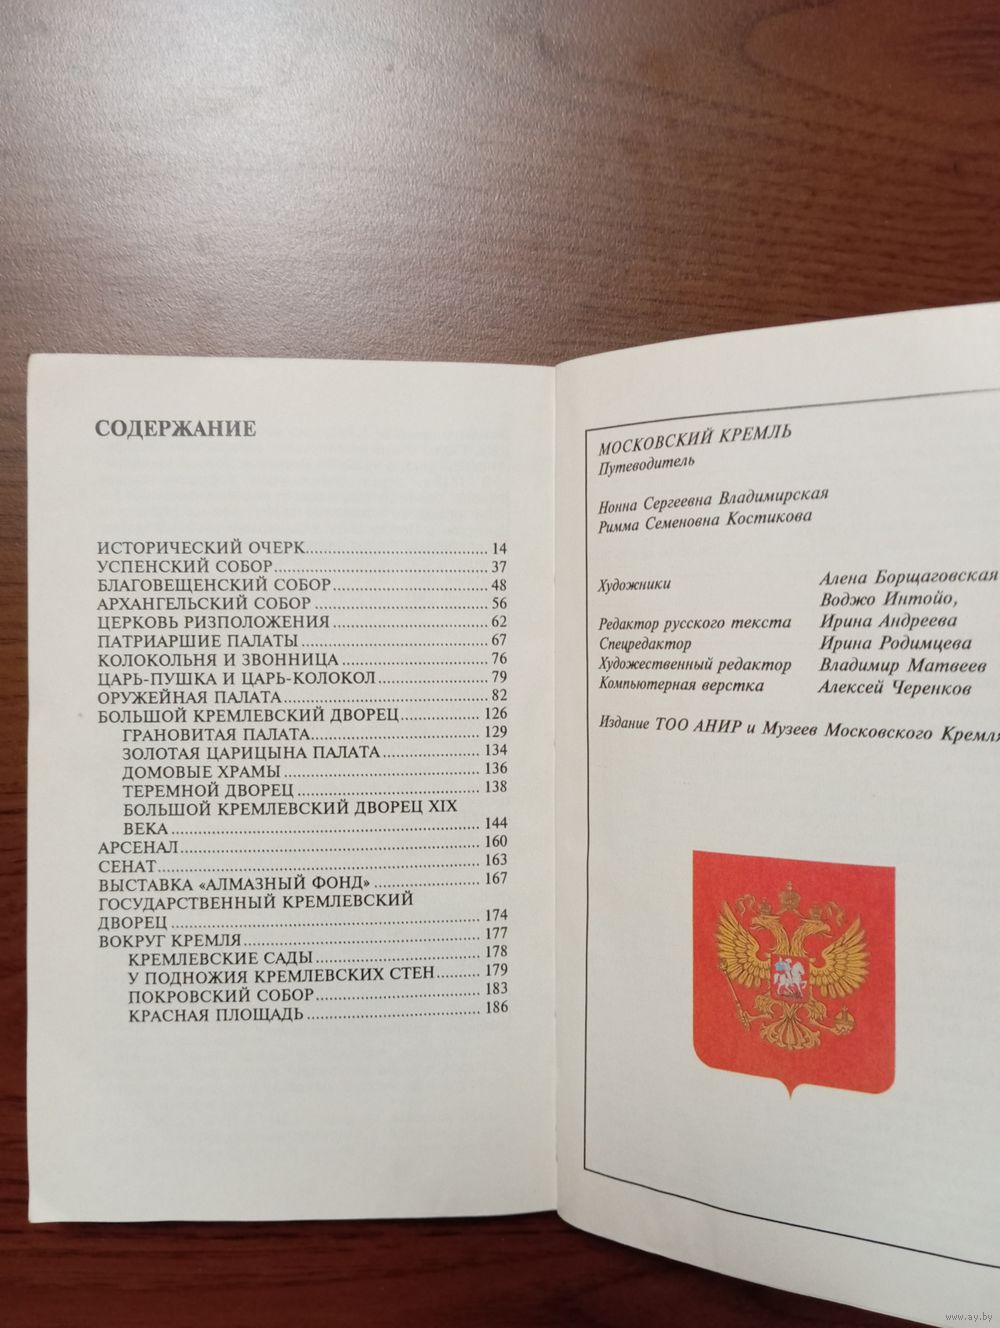 СОДЕРЖАНИЕ
ИСТОРИЧЕСКИЙ ОЧЕРК.......... 14
УСПЕНСКИЙ СОБОР.......... 37
БЛАГОВЕЩЕНСКИЙ СОБОР.......... 48
АРХАНГЕЛЬСКИЙ СОБОР.......... 56
ЦЕРКОВЬ РИЗПОЛОЖЕНИЯ.......... 62
ПАТРИАРШИЕ ПАЛАТЫ.......... 67
КОЛОКОЛЬНЯ И ЗВОННИЦА.......... 76
ЦАРЬ-ПУШКА И ЦАРЬ-КОЛОКОЛ.......... 79
ОРУЖЕЙНАЯ ПАЛАТА.......... 82
БОЛЬШОЙ КРЕМЛЕВСКИЙ ДВОРЕЦ.......... 126
ГРАНОВИТАЯ ПАЛАТА.......... 129
ЗОЛОТАЯ ЦАРИЦЫНА ПАЛАТА.......... 134
ДОМОВЫЕ ХРАМЫ.......... 136
ТЕРЕМНОЙ ДВОРЕЦ.......... 138
БОЛЬШОЙ КРЕМЛЕВСКИЙ ДВОРЕЦ XIX
ВЕКА.......... 144
АРСЕНАЛ.......... 160
СЕНАТ.......... 163
ВЫСТАВКА «АЛМАЗНЫЙ ФОНД».......... 167
ГОСУДАРСТВЕННЫЙ КРЕМЛЕВСКИЙ
ДВОРЕЦ.......... 174
ВОКРУГ КРЕМЛЯ.......... 177
КРЕМЛЕВСКИЕ САДЫ.......... 178
У ПОДНОЖИЯ КРЕМЛЕВСКИХ СТЕН.......... 179
ПОКРОВСКИЙ СОБОР.......... 183
КРАСНАЯ ПЛОЩАДЬ.......... 186
МОСКОВСКИЙ КРЕМЛЬ
Путеводитель
Нонна Сергеевна Владимирская
Римма Семеновна Костикова
Художники Алена Борщаговская
Воджо Интойо,
Редактор русского текста Ирина Андреева
Спецредактор Ирина Родимцева
Художественный редактор Владимир Матвеев
Компьютерная верстка Алексей Черенков
Издание ТОО АНИР и Музеев Московского Кремля
www.ay.by